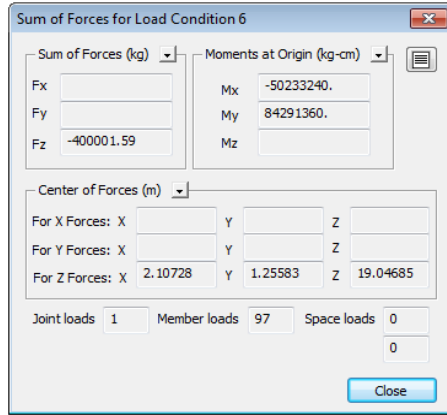 Sum of Forces for Load Condition 6
Sum of Forces (kg)
Fx
Fy
Fz -400001.59
Moments at Origin (kg-cm)
Mx -50233240.
My 84291360.
Mz
Center of Forces (m)
For X Forces: X Y Z
For Y Forces: X Y Z
For Z Forces: X 2.10728 Y 1.25583 Z 19.04685
Joint loads 1 Member loads 97 Space loads 0
0
Close